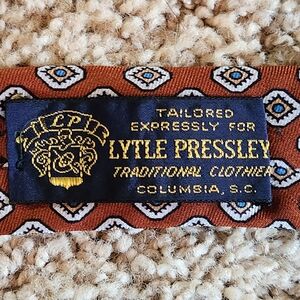 LP
TAILORED
EXPRESSLY FOR
LYTLE PRESSLEY
TRADITIONAL CLOTHIER
COLUMBIA, S.C.